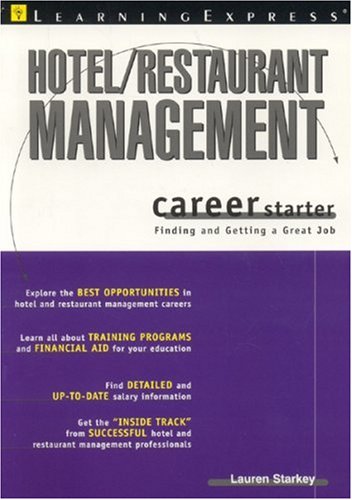 LEARNINGEXPRESS®
HOTEL/RESTAURANT
MANAGEMENT
career starter
Finding and Getting a Great Job
Explore the BEST OPPORTUNITIES in
hotel and restaurant management careers
Learn all about TRAINING PROGRAMS
and FINANCIAL AID for your education
Find DETAILED and
UP-TO-DATE salary information
Get the "INSIDE TRACK"
from SUCCESSFUL hotel and
restaurant management professionals
Lauren Starkey